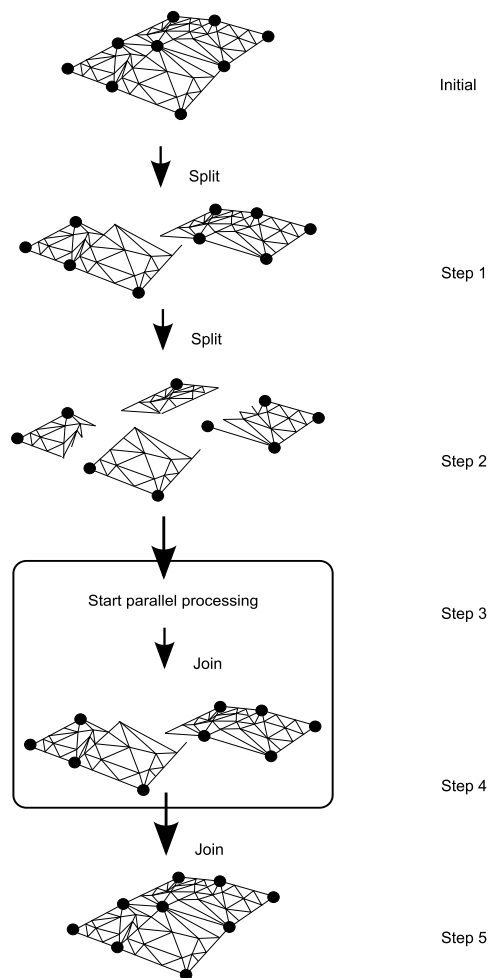 Initial
Split
Step 1
Split
Step 2
Start parallel processing
Step 3
Join
Step 4
Join
Step 5